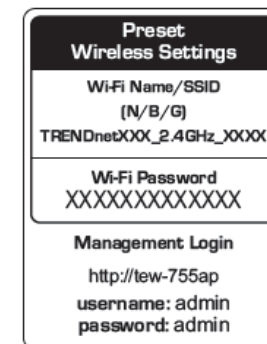 Preset
Wireless Settings
Wi-Fi Name/SSID
(N/B/G)
TRENDnetXXX_2.4GHz_XXXX
Wi-Fi Password
XXXXXXXXXXXXX
Management Login
http://tew-755ap
username: admin
password: admin